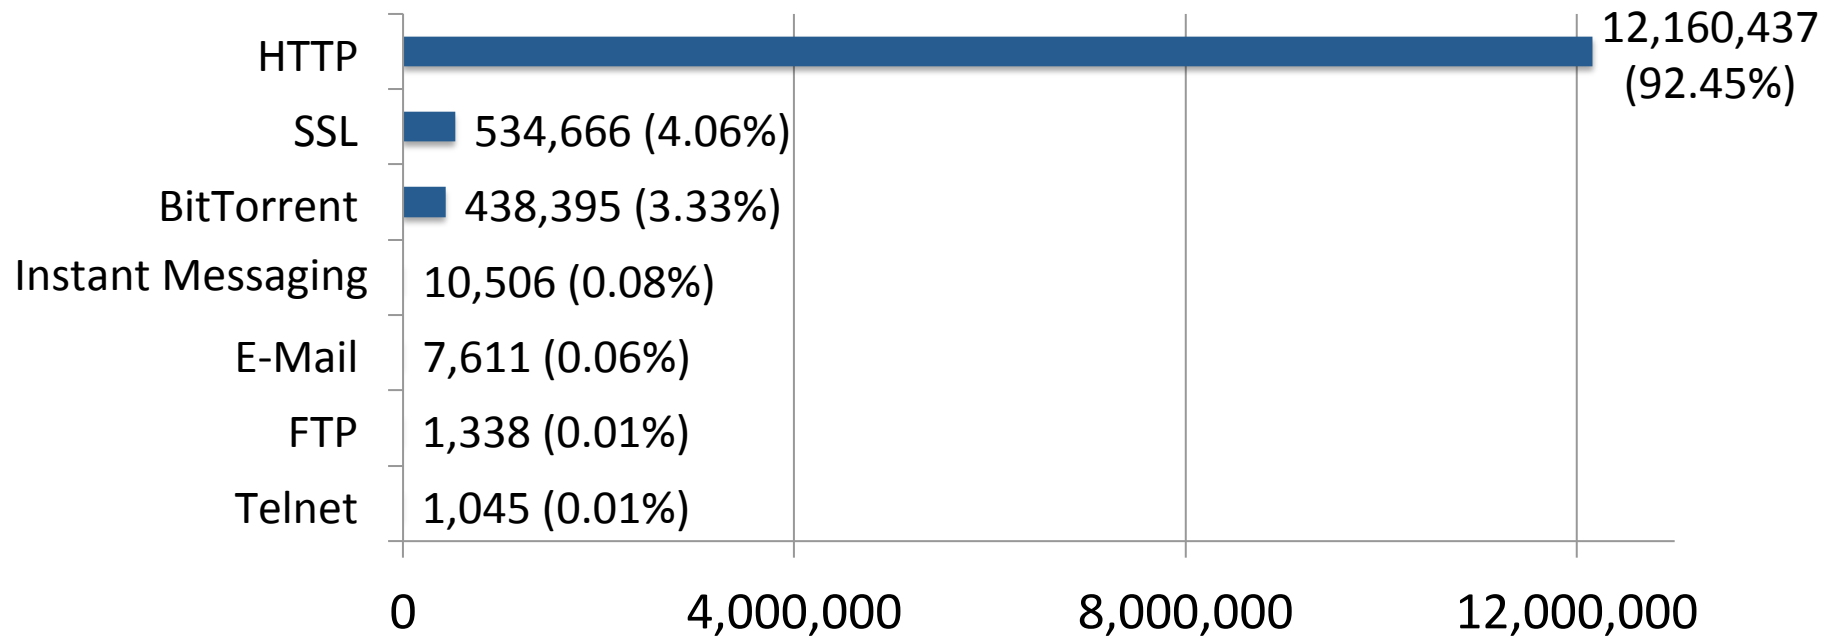 HTTP 12,160,437
(92.45%)
SSL 534,666 (4.06%)
BitTorrent 438,395 (3.33%)
Instant Messaging 10,506 (0.08%)
E-Mail 7,611 (0.06%)
FTP 1,338 (0.01%)
Telnet 1,045 (0.01%)
0 4,000,000 8,000,000 12,000,000